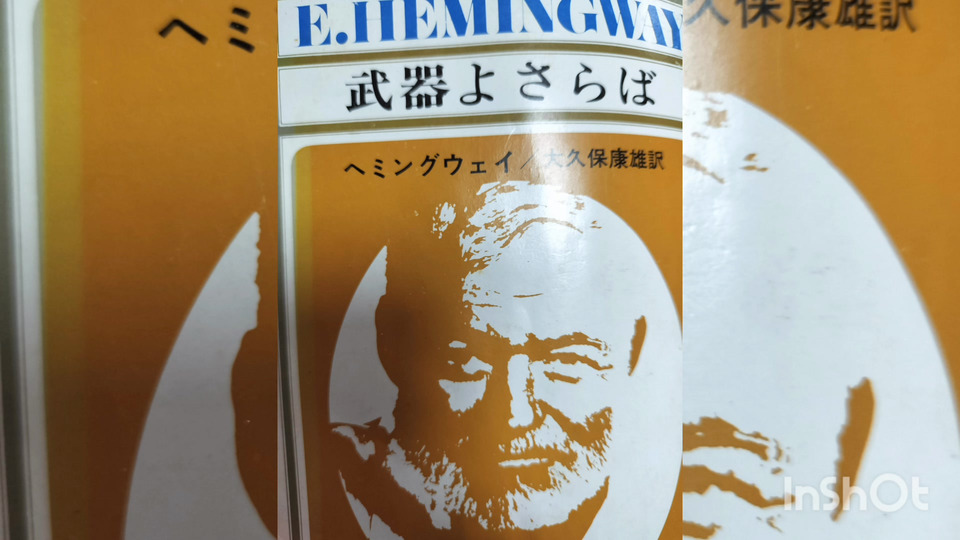 E.HEMINGWAY
武器よさらば
ヘミングウェイ/大久保康雄訳
ヘミ
久保康雄訳
InShOt